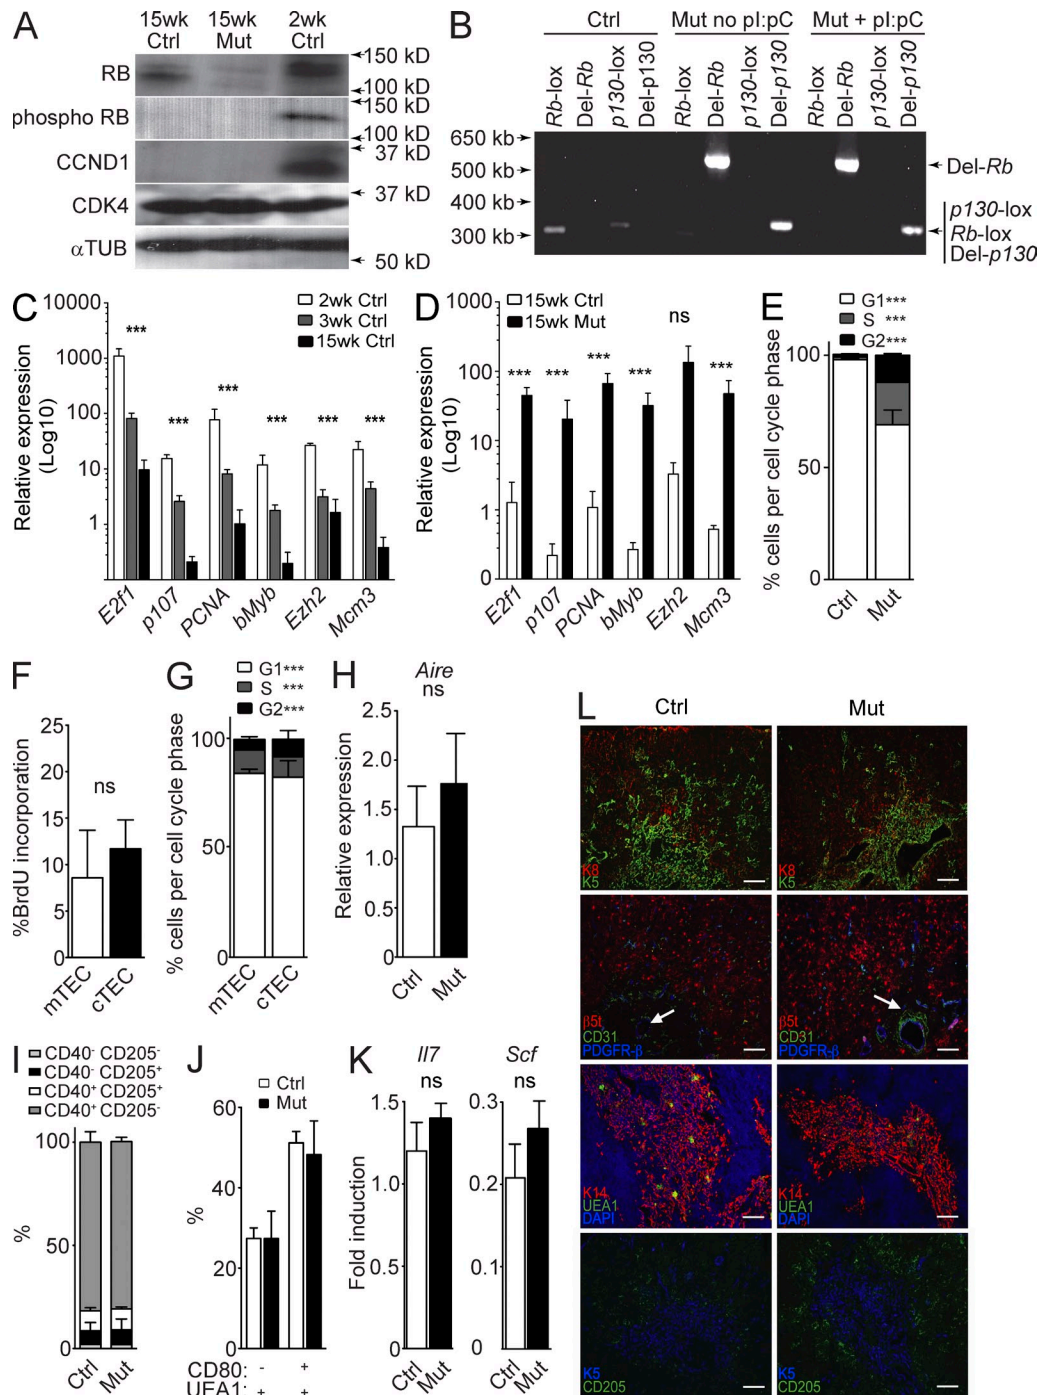 A
15wk Ctrl
15wk Mut
2wk Ctrl
RB
150 kD
100 kD
phospho RB
150 kD
100 kD
CCND1
37 kD
CDK4
37 kD
αTUB
50 kD
B
Ctrl
Mut no pI:pC
Mut + pI:pC
Rb-lox
Del-Rb
p130-lox
Del-p130
Rb-lox
Del-Rb
p130-lox
Del-p130
Rb-lox
Del-Rb
p130-lox
Del-p130
650 kb
500 kb
400 kb
300 kb
Del-Rb
p130-lox
Rb-lox
Del-p130
C
2wk Ctrl
3wk Ctrl
15wk Ctrl
Relative expression (Log10)
10000
1000
100
10
1
***
***
***
***
***
***
E2f1
p107
PCNA
bMyb
Ezh2
Mcm3
D
15wk Ctrl
15wk Mut
Relative expression (Log10)
1000
100
10
1
0
***
***
***
***
ns
***
E2f1
p107
PCNA
bMyb
Ezh2
Mcm3
E
G1***
S ***
G2***
% cells per cell cycle phase
100
50
0
Ctrl
Mut
F
%BrdU incorporation
25
20
15
10
5
0
ns
mTEC
cTEC
G
G1***
S ***
G2***
% cells per cell cycle phase
100
50
0
mTEC
cTEC
H
Aire
ns
Relative expression
2.5
2.0
1.5
1.0
0.5
0
Ctrl
Mut
I
CD40- CD205-
CD40- CD205+
CD40+ CD205+
CD40+ CD205-
%
100
50
0
Ctrl
Mut
J
Ctrl
Mut
%
60
40
20
0
CD80: - +
UEA1: + +
K
Il7
ns
Scf
ns
Fold induction
1.5
1.0
0.5
0
0.3
0.2
0.1
0
Ctrl
Mut
Ctrl
Mut
L
Ctrl
Mut
K8
K5
K8
K5
β5t
CD31
PDGFR-β
β5t
CD31
PDGFR-β
K14
UEA1
DAPI
K14
UEA1
DAPI
K5
CD205
K5
CD205